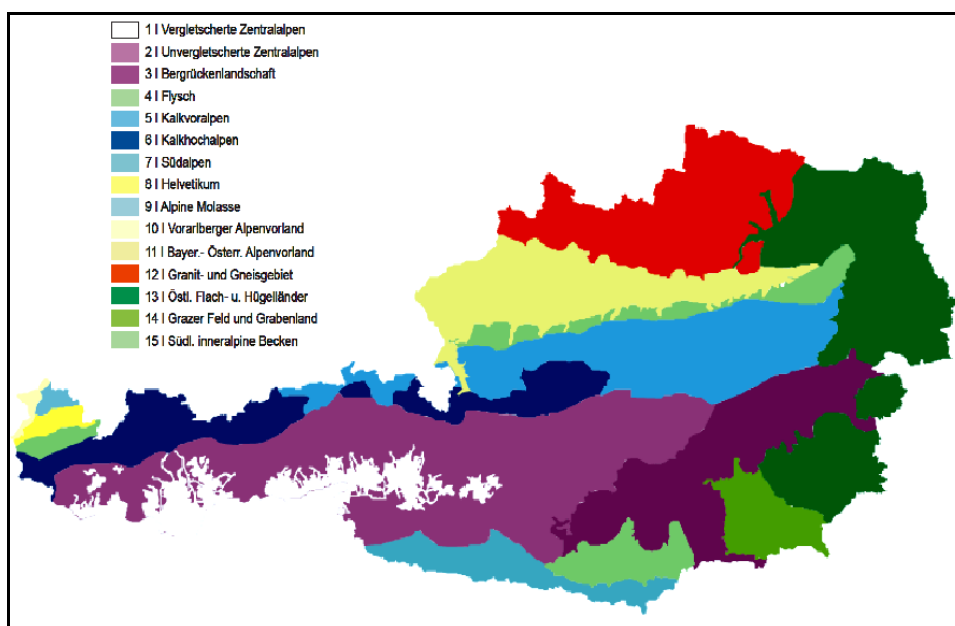 1 | Vergletscherte Zentralalpen
2 | Unvergletscherte Zentralalpen
3 | Bergrückenlandschaft
4 | Flysch
5 | Kalkvoralpen
6 | Kalkhochalpen
7 | Südalpen
8 | Helvetikum
9 | Alpine Molasse
10 | Vorarlberger Alpenvorland
11 | Bayer.- Österr. Alpenvorland
12 | Granit- und Gneisgebiet
13 | Östl. Flach- u. Hügelländer
14 | Grazer Feld und Grabenland
15 | Südl. inneralpine Becken